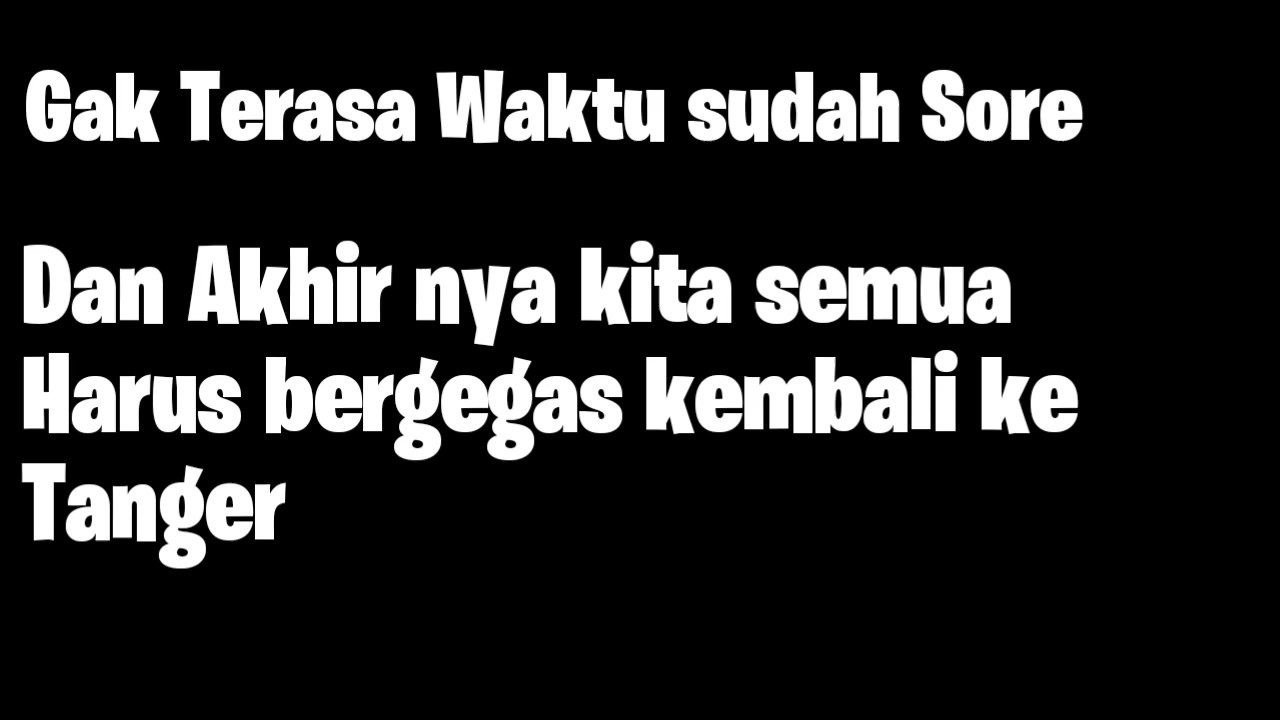 Gak Terasa Waktu sudah Sore
Dan Akhir nya kita semua
Harus bergegas kembali ke
Tanger